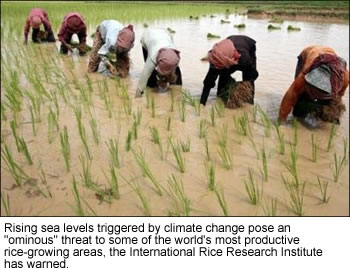 Rising sea levels triggered by climate change pose an
"ominous" threat to some of the world's most productive
rice-growing areas, the International Rice Research Institute
has warned.